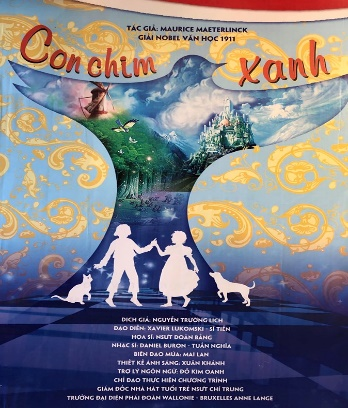 TÁC GIẢ: MAURICE MAETERLINCK
GIẢI NOBEL VĂN HỌC 1911
Con chim xanh
DỊCH GIẢ: NGUYỄN TRƯỜNG LỊCH
ĐẠO DIỄN: XAVIER LUKOMSKI - SĨ TIẾN
HỌA SĨ: NSƯT DOÃN BẰNG
NHẠC SĨ: DANIEL BURON - TUẤN NGHĨA
BIÊN ĐẠO MÚA: MAI LAN
THIẾT KẾ ÁNH SÁNG: XUÂN KHÁNH
TRỢ LÝ NGÔN NGỮ: ĐỖ KIM OANH
CHỈ ĐẠO THỰC HIỆN CHƯƠNG TRÌNH
GIÁM ĐỐC NHÀ HÁT TUỔI TRẺ NSƯT CHÍ TRUNG
TRƯỞNG ĐẠI DIỆN PHÁI ĐOÀN WALLONIE - BRUXELLES ANNE LANGE